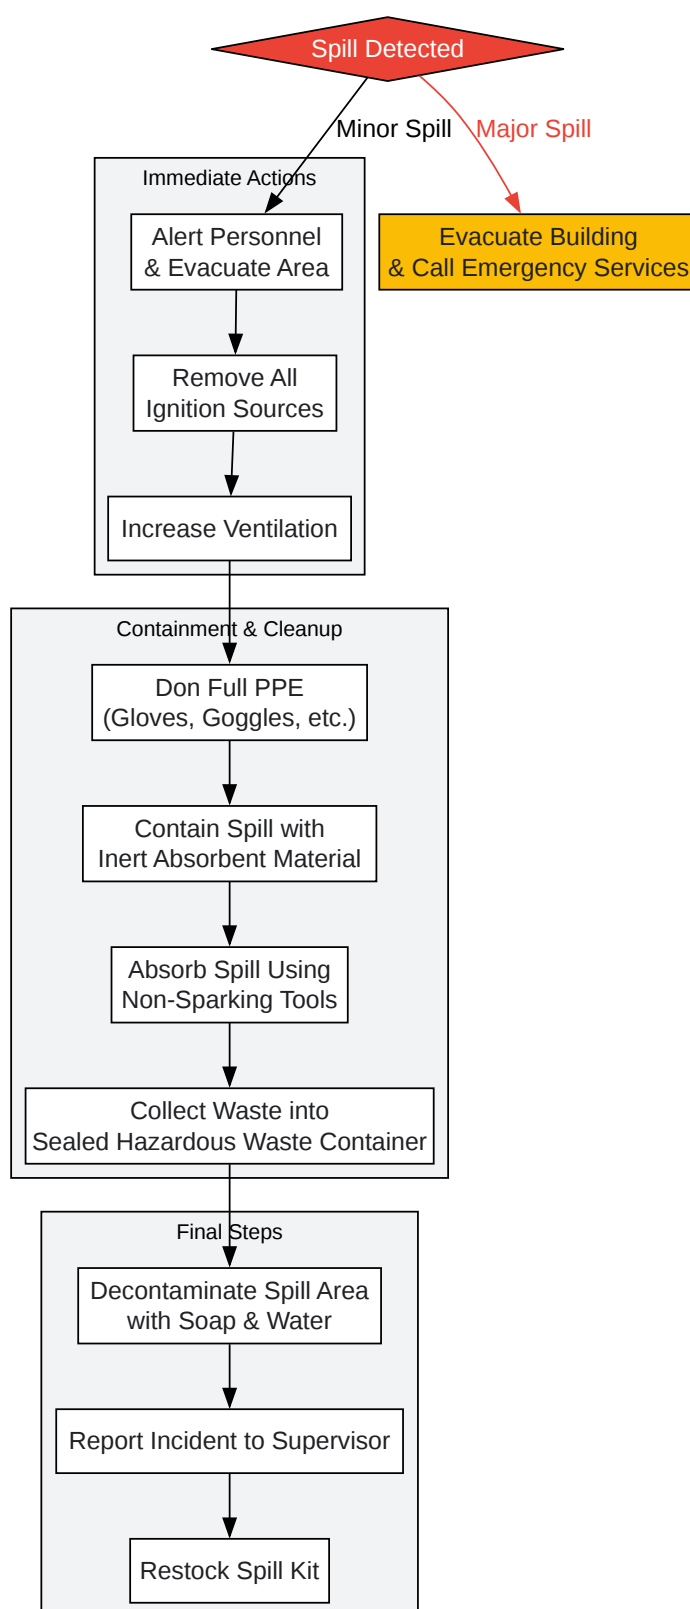 Spill Detected
Minor Spill
Major Spill
Immediate Actions
Alert Personnel
& Evacuate Area
Evacuate Building
& Call Emergency Services
Remove All
Ignition Sources
Increase Ventilation
Containment & Cleanup
Don Full PPE
(Gloves, Goggles, etc.)
Contain Spill with
Inert Absorbent Material
Absorb Spill Using
Non-Sparking Tools
Collect Waste into
Sealed Hazardous Waste Container
Final Steps
Decontaminate Spill Area
with Soap & Water
Report Incident to Supervisor
Restock Spill Kit